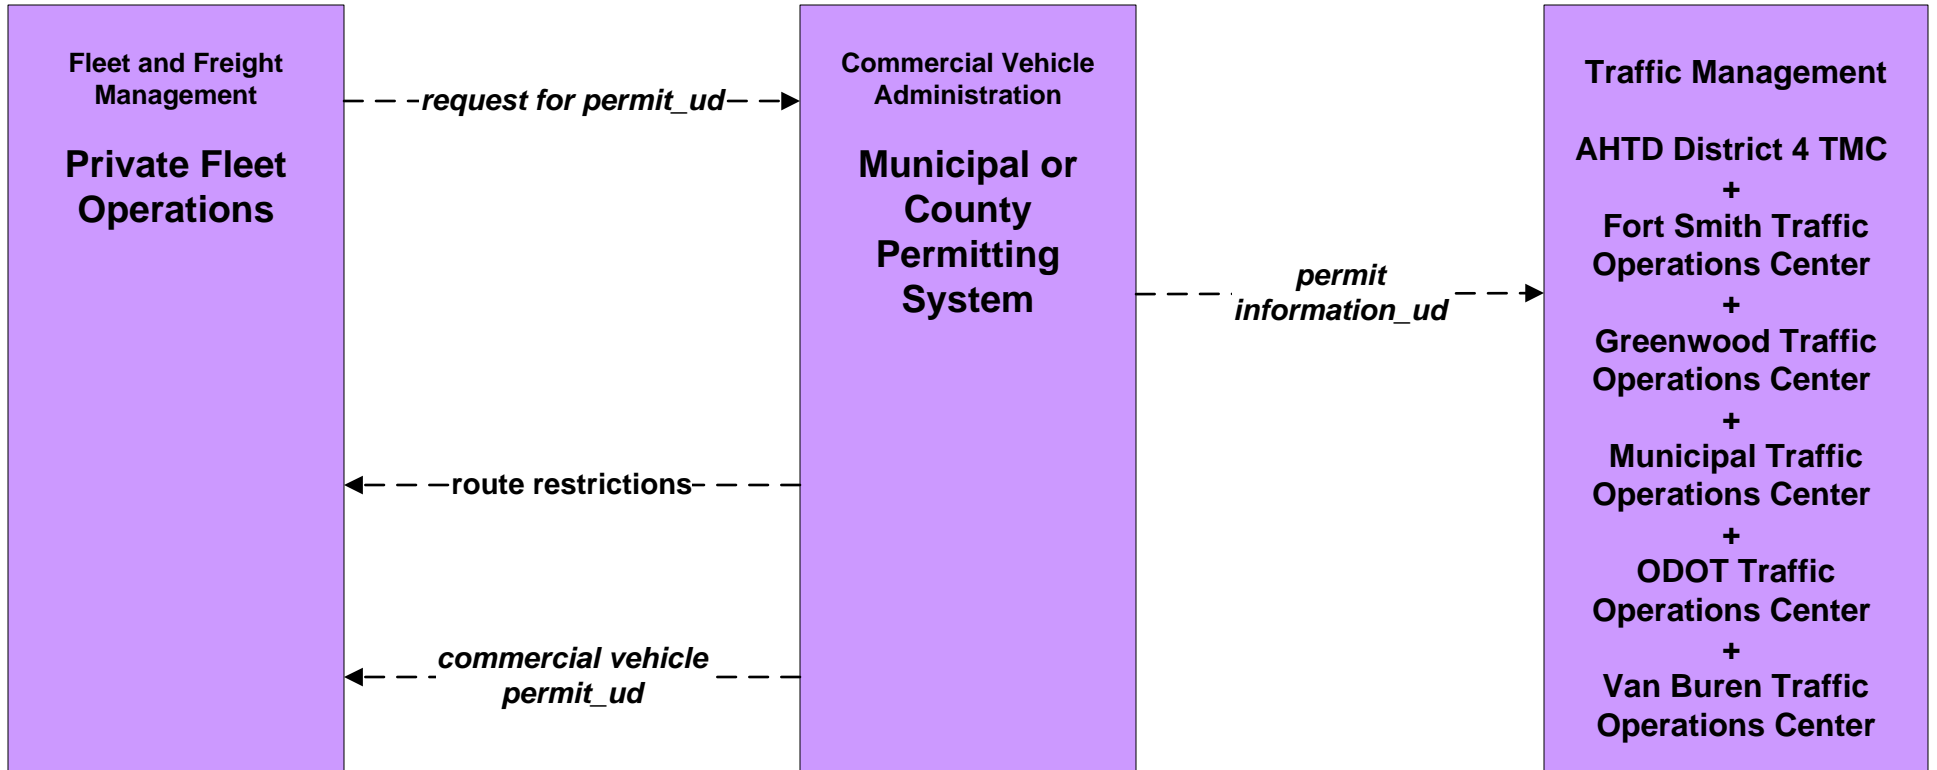 Fleet and Freight
Management
Private Fleet
Operations
request for permit_ud
route restrictions
commercial vehicle
permit_ud
Commercial Vehicle
Administration
Municipal or
County
Permitting
System
permit
information_ud
Traffic Management
AHTD District 4 TMC
+
Fort Smith Traffic
Operations Center
+
Greenwood Traffic
Operations Center
+
Municipal Traffic
Operations Center
+
ODOT Traffic
Operations Center
+
Van Buren Traffic
Operations Center